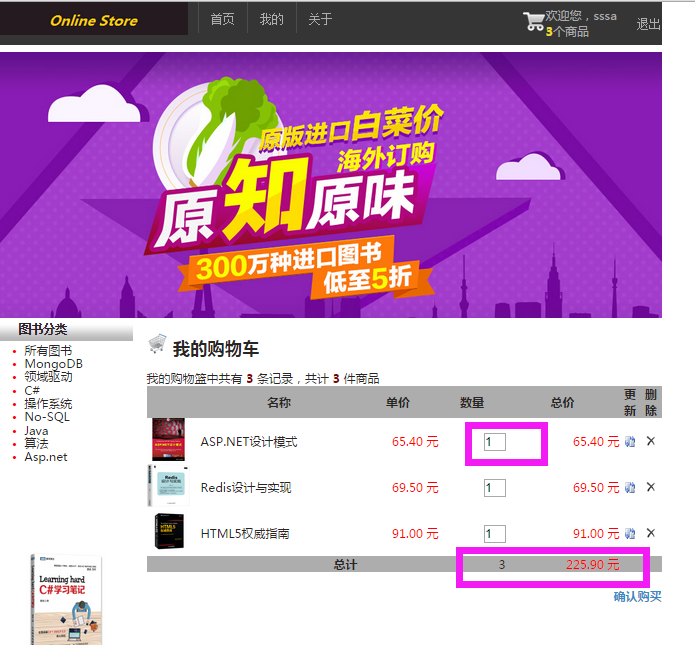 Online Store
首页
我的
关于
欢迎您，sssa
3个商品
退出
原版进口白菜价
海外订购
原知原味
300万种进口图书
低至5折
图书分类
所有图书
MongoDB
领域驱动
C#
操作系统
No-SQL
Java
算法
Asp.net
我的购物车
我的购物篮中共有 3 条记录，共计 3 件商品
名称 单价 数量 总价 更新 删除
ASP.NET设计模式 65.40 元 1 65.40 元
Redis设计与实现 69.50 元 1 69.50 元
HTML5权威指南 91.00 元 1 91.00 元
总计 3 225.90 元
确认购买
Redis
HTML5
权威指南
Learning hard
C#学习笔记